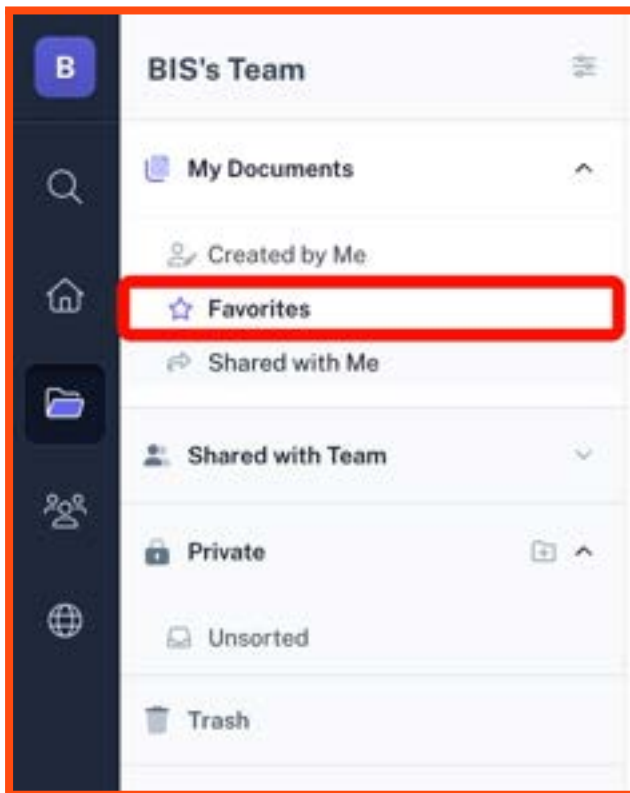 B
BIS's Team
My Documents
Created by Me
Favorites
Shared with Me
Shared with Team
Private
Unsorted
Trash